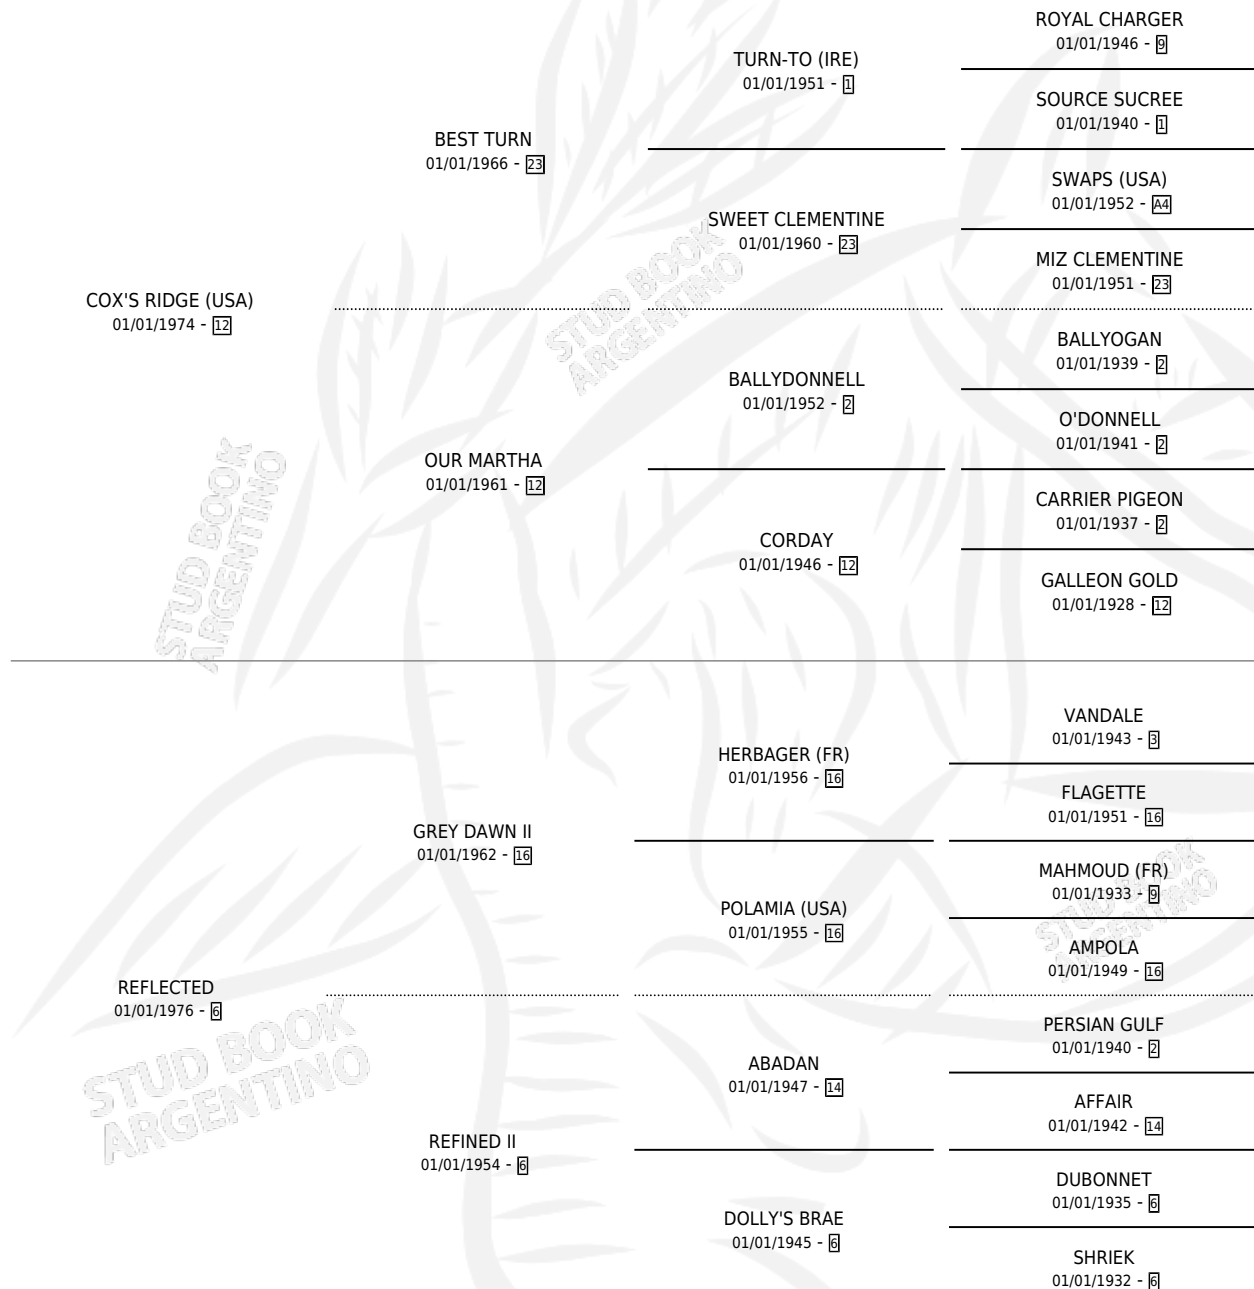 ROYAL CHARGER
01/01/1946 - 9
TURN-TO (IRE)
01/01/1951 - 1
SOURCE SUCREE
01/01/1940 - 1
BEST TURN
01/01/1966 - 23
SWAPS (USA)
01/01/1952 - A4
SWEET CLEMENTINE
01/01/1960 - 23
MIZ CLEMENTINE
01/01/1951 - 23
COX'S RIDGE (USA)
01/01/1974 - 12
STUD BOOK
ARGENTINO
BALLYOGAN
01/01/1939 - 2
BALLYDONNELL
01/01/1952 - 2
O'DONNELL
01/01/1941 - 2
OUR MARTHA
01/01/1961 - 12
CARRIER PIGEON
01/01/1937 - 2
CORDAY
01/01/1946 - 12
GALLEON GOLD
01/01/1928 - 12
STUD BOOK
ARGENTINO
VANDALE
01/01/1943 - 3
HERBAGER (FR)
01/01/1956 - 16
FLAGETTE
01/01/1951 - 16
GREY DAWN II
01/01/1962 - 16
MAHMOUD (FR)
01/01/1933 - 9
POLAMIA (USA)
01/01/1955 - 16
AMPOLA
01/01/1949 - 16
STUD BOOK
ARGENTINO
REFLECTED
01/01/1976 - 6
PERSIAN GULF
01/01/1940 - 2
ABADAN
01/01/1947 - 14
AFFAIR
01/01/1942 - 14
STUD BOOK
ARGENTINO
REFINED II
01/01/1954 - 6
DUBONNET
01/01/1935 - 6
DOLLY'S BRAE
01/01/1945 - 6
SHRIEK
01/01/1932 - 6